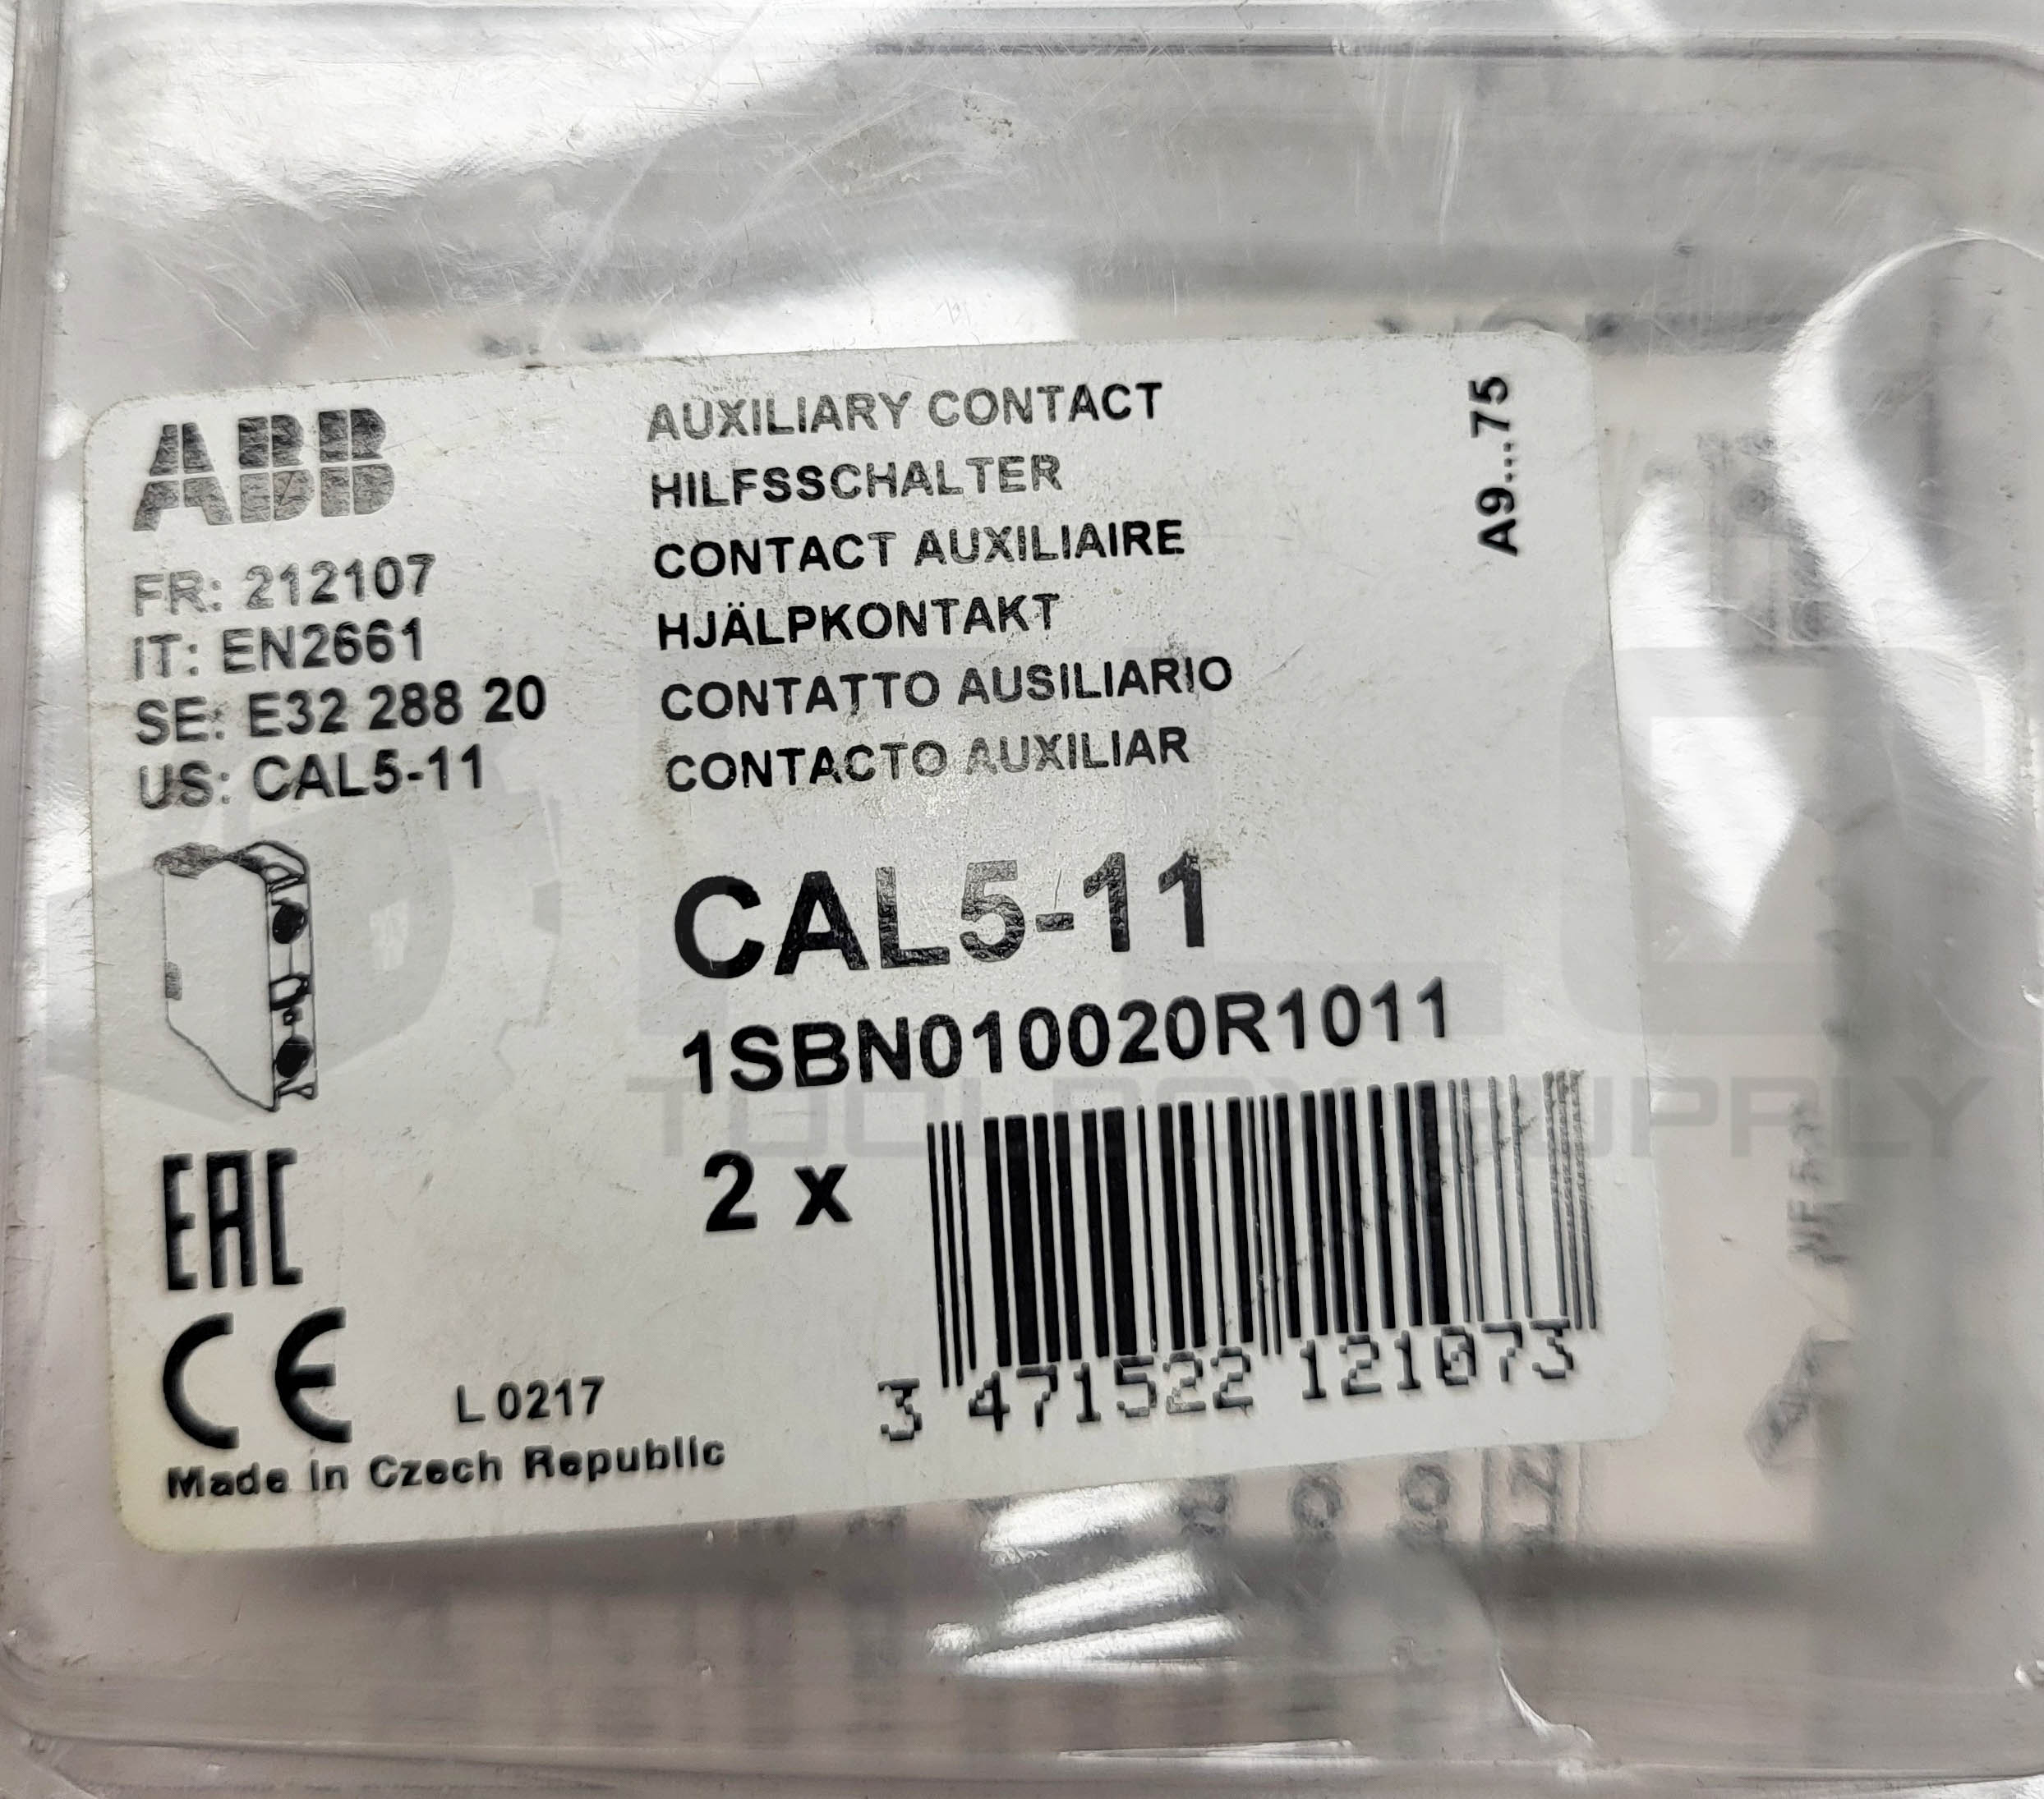 ABB
FR: 212107
IT: EN2661
SE: E32 288 20
US: CAL5-11
AUXILIARY CONTACT
HILFSSCHALTER
CONTACT AUXILIAIRE
HJÄLPKONTAKT
CONTATTO AUSILIARIO
CONTACTO AUXILIAR
A9...75
CAL5-11
1SBN010020R1011
2 x
3 471522 121073
EAC
CE
L 0217
Made in Czech Republic